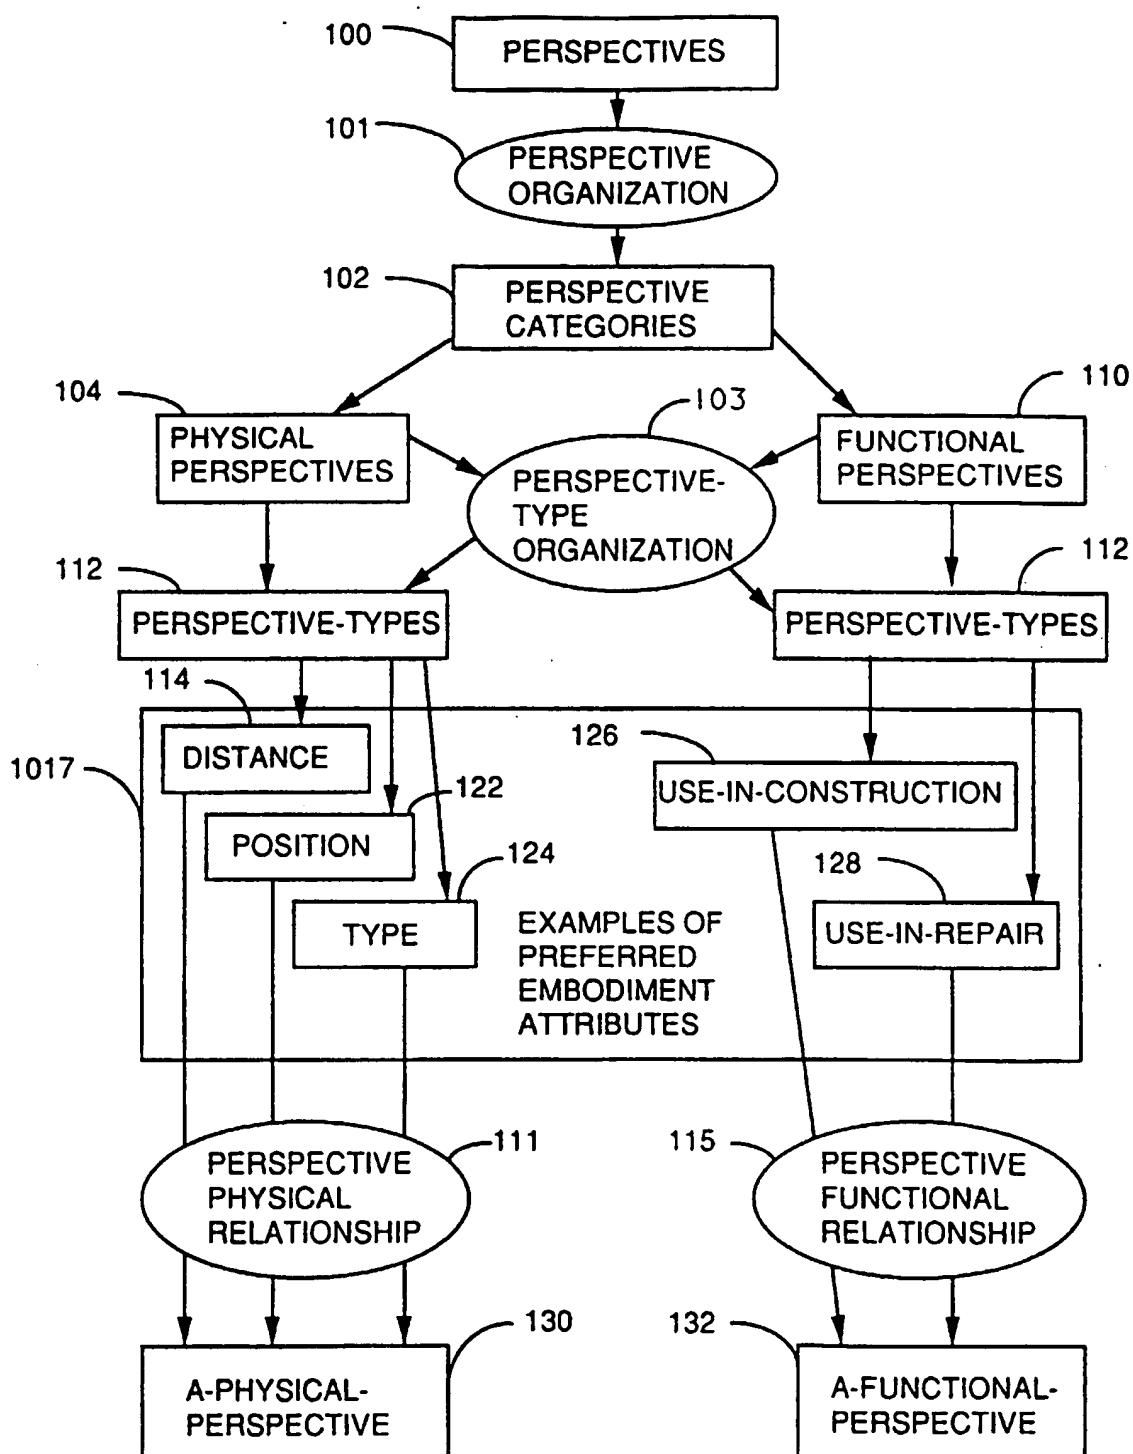 100
PERSPECTIVES
101
PERSPECTIVE
ORGANIZATION
102
PERSPECTIVE
CATEGORIES
104
PHYSICAL
PERSPECTIVES
103
PERSPECTIVE-
TYPE
ORGANIZATION
110
FUNCTIONAL
PERSPECTIVES
112
PERSPECTIVE-TYPES
112
PERSPECTIVE-TYPES
114
DISTANCE
1017
122
POSITION
124
TYPE
126
USE-IN-CONSTRUCTION
128
USE-IN-REPAIR
EXAMPLES OF
PREFERRED
EMBODIMENT
ATTRIBUTES
111
PERSPECTIVE
PHYSICAL
RELATIONSHIP
115
PERSPECTIVE
FUNCTIONAL
RELATIONSHIP
130
A-PHYSICAL-
PERSPECTIVE
132
A-FUNCTIONAL-
PERSPECTIVE